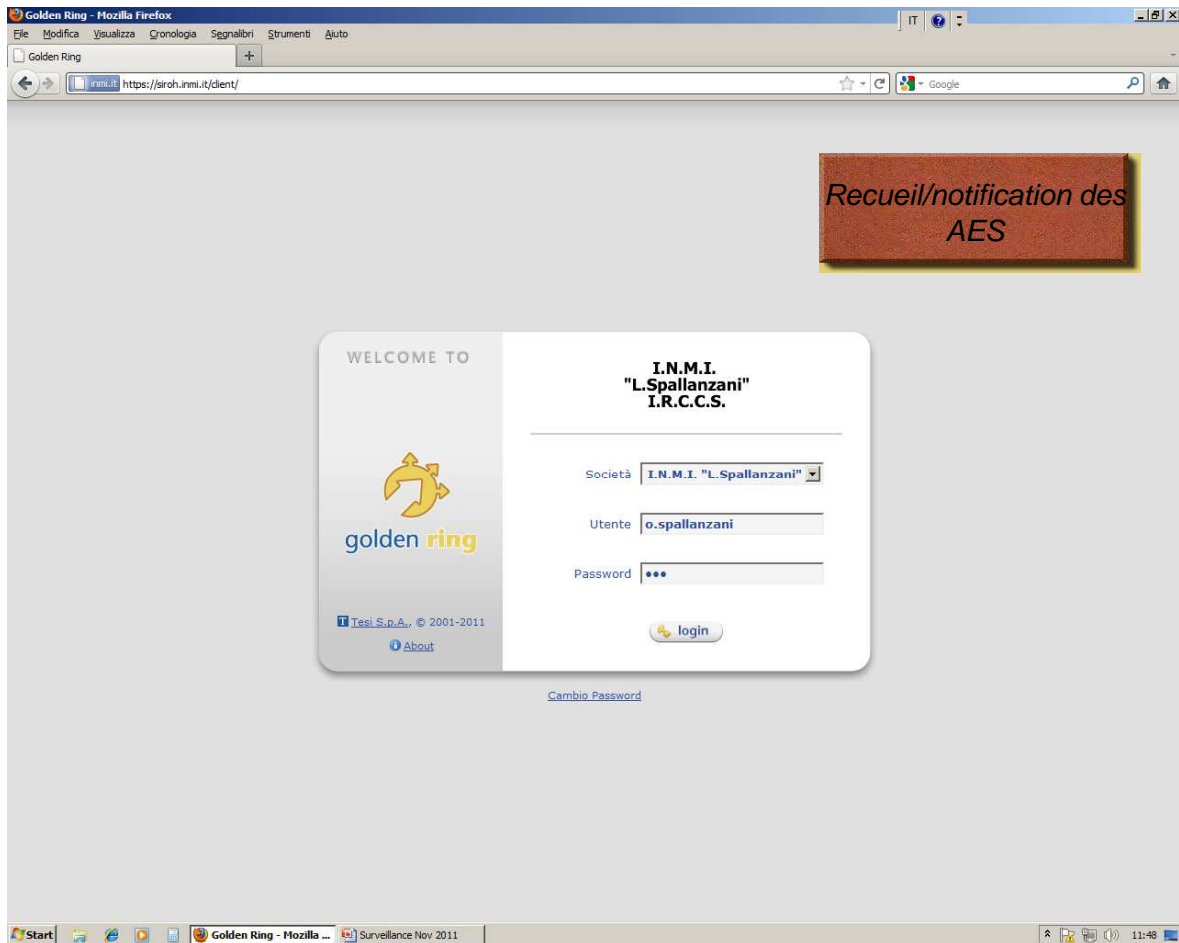 Golden Ring - Mozilla Firefox
IT
File Modifica Visualizza Cronologia Segnalibri Strumenti Aiuto
Golden Ring
inmi.it https://siroh.inmi.it/client/
Google
Recueil/notification des
AES
WELCOME TO
I.N.M.I.
"L.Spallanzani"
I.R.C.C.S.
golden ring
Società I.N.M.I. "L.Spallanzani"
Utente o.spallanzani
Password •••
Tesi S.p.A., © 2001-2011
About
login
Cambio Password
Start
Golden Ring - Mozilla ...
Surveillance Nov 2011
11:48